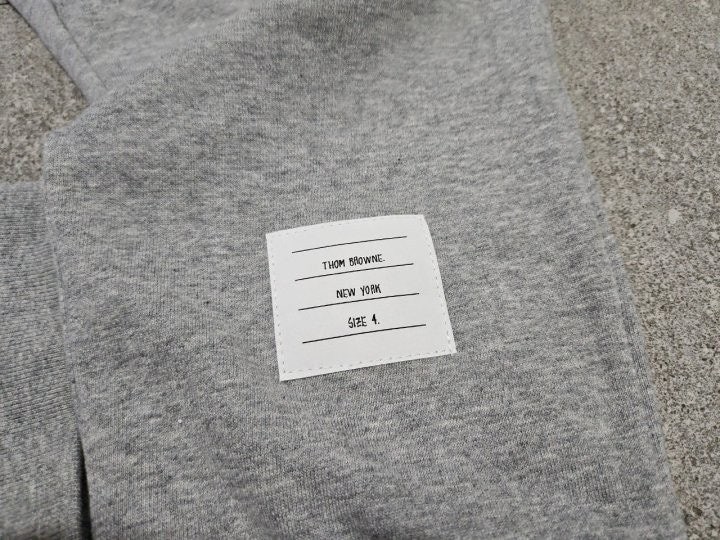 THOM BROWNE.
NEW YORK
SIZE 4.